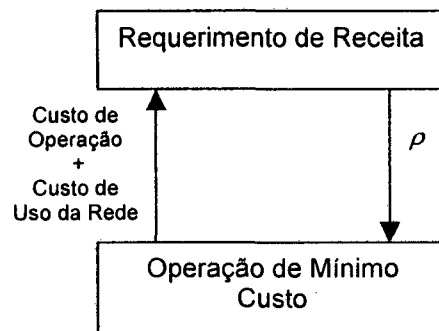 Requerimento de Receita
Custo de
Operação
+
Custo de
Uso da Rede
ρ
Operação de Mínimo
Custo